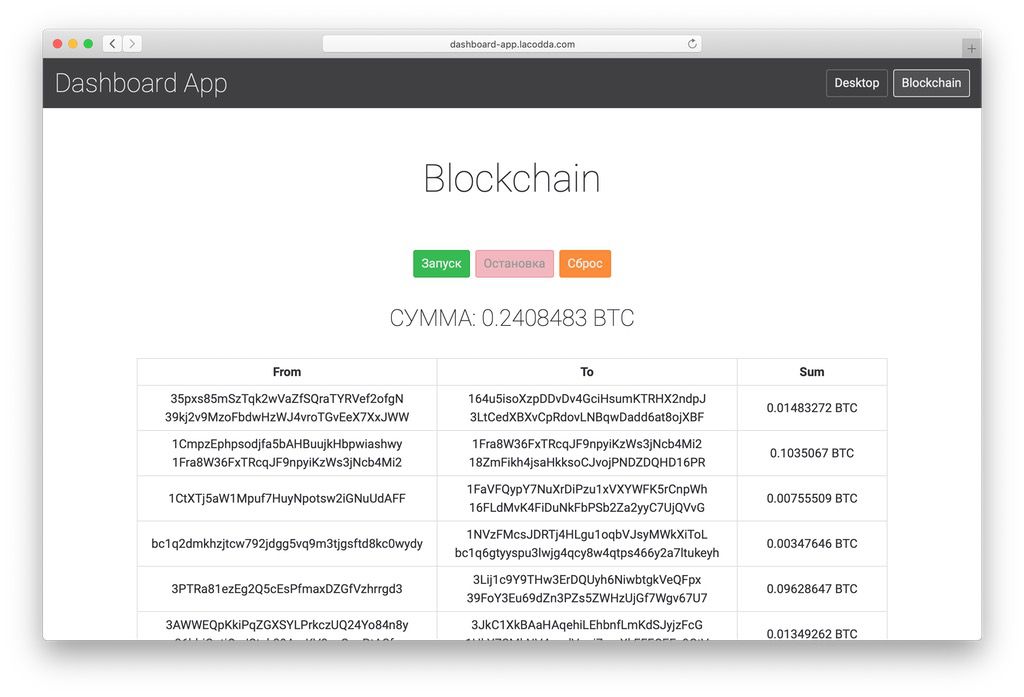 dashboard-app.lacodda.com
Dashboard App
Desktop
Blockchain
Blockchain
Запуск
Остановка
Сброс
СУММА: 0.2408483 BTC
From
To
Sum
35pxs85mSzTqk2wVaZfSQraTYRVef2ofgN
39kj2v9MzoFbdwHzWJ4vroTGvEeX7XxJWW
164u5isoXzpDDvDv4GciHsumKTRHX2ndpJ
3LtCedXBXvCpRdovLNBqwDadd6at8ojXBF
0.01483272 BTC
1CmpzEphpsodjfa5bAHBuujkHbpwiashwy
1Fra8W36FxTRcqJF9npyiKzWs3jNcb4Mi2
1Fra8W36FxTRcqJF9npyiKzWs3jNcb4Mi2
18ZmFikh4jsaHkksoCJvojPNDZDQHD16PR
0.1035067 BTC
1CtXTj5aW1Mpuf7HuyNpotsw2iGNuUdAFF
1FaVFQypY7NuXrDiPzu1xVXYWFK5rCnpWh
16FLdMvK4FiDuNkFbPSb2Za2yyC7UjQVvG
0.00755509 BTC
bc1q2dmkhzjtcw792jdgg5vq9m3tjgsftd8kc0wydy
1NVzFMcsJDRTj4HLgu1oqbVJsyMWkXiToL
bc1q6gtyyspu3lwjg4qcy8w4qtps466y2a7ltukeyh
0.00347646 BTC
3PTRa81ezEg2Q5cEsPfmaxDZGfVzhrrgd3
3Lij1c9Y9THw3ErDQUyh6NiwbtgkVeQFpx
39FoY3Eu69dZn3PZs5ZWHzUjGf7Wgv67U7
0.09628647 BTC
3AWWEQpKkiPqZGXSYLPrkczUQ24Yo84n8y
3JkC1XkBAaHAqehiLEhbnfLmKdSJyjzFcG
0.01349262 BTC